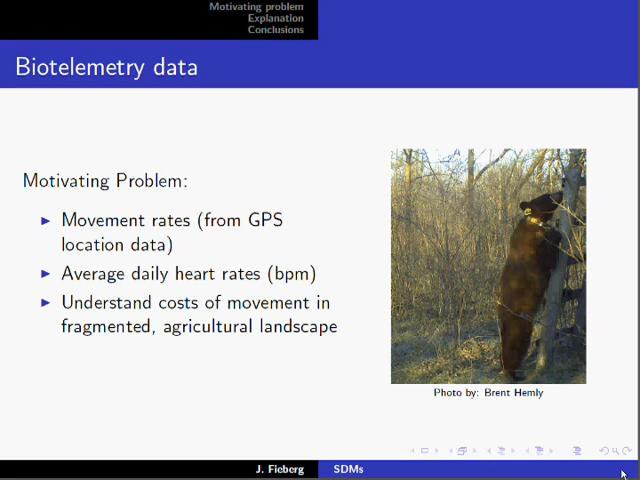 Motivating problem
Explanation
Conclusions
Biotelemetry data
Motivating Problem:
Movement rates (from GPS
location data)
Average daily heart rates (bpm)
Understand costs of movement in
fragmented, agricultural landscape
Photo by: Brent Hemly
J. Fieberg
SDMs